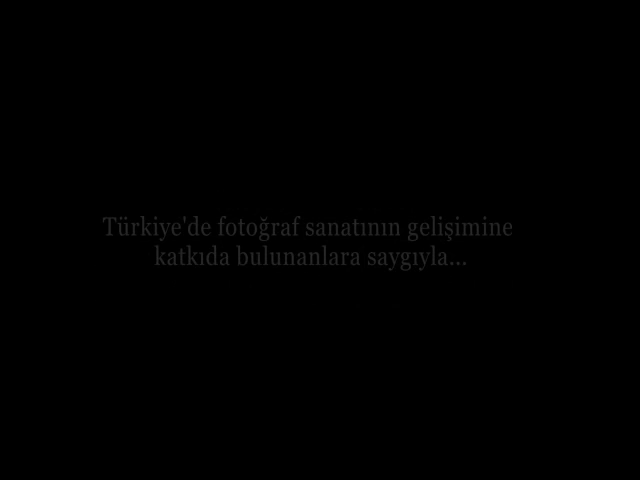 Türkiye'de fotoğraf sanatının gelişimine
katkıda bulunanlara saygıyla...